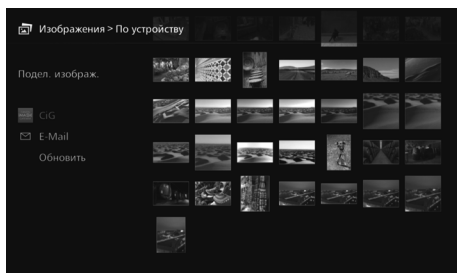 Изображения > По устройству
Подел. изображ.
CiG
E-Mail
Обновить